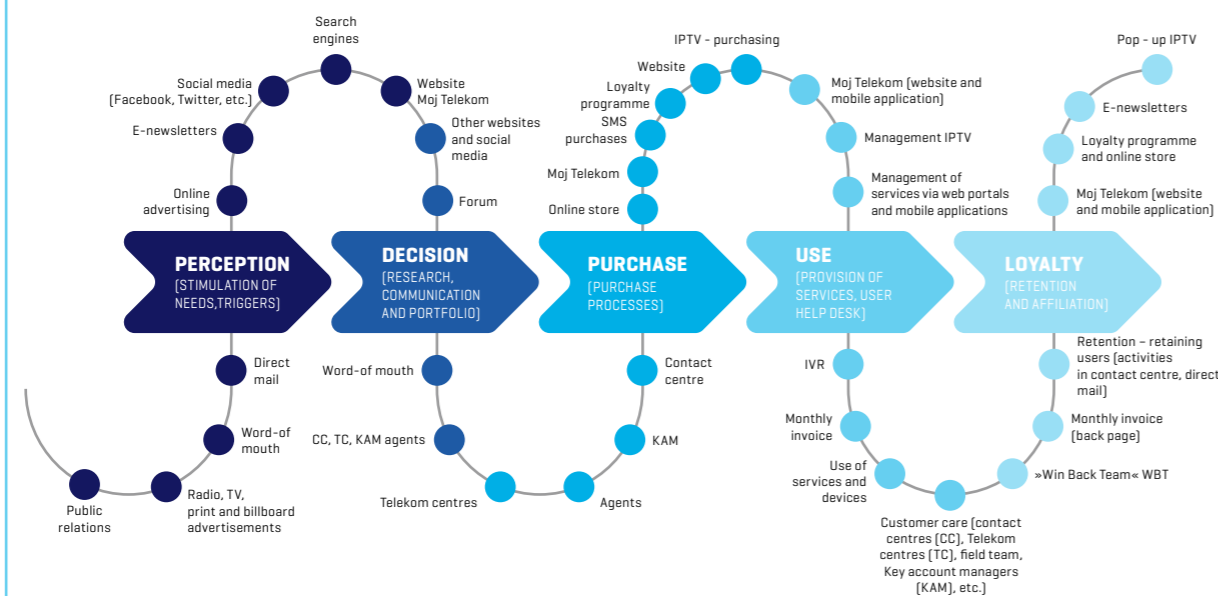 Search
engines
Social media
(Facebook, Twitter, etc.)
Website
Moj Telekom
E-newsletters
Other websites
and social
media
Online
advertising
Forum
IPTV - purchasing
Website
Loyalty
programme
SMS
purchases
Moj Telekom
Online store
Moj Telekom (website and
mobile application)
Management IPTV
Management of
services via web portals
and mobile applications
Pop - up IPTV
E-newsletters
Loyalty programme
and online store
Moj Telekom (website
and mobile application)
PERCEPTION
(STIMULATION OF
NEEDS,TRIGGERS)
DECISION
(RESEARCH,
COMMUNICATION
AND PORTFOLIO)
PURCHASE
(PURCHASE
PROCESSES)
USE
(PROVISION OF
SERVICES, USER
HELP DESK)
LOYALTY
(RETENTION
AND AFFILIATION)
Direct
mail
Word-of
mouth
Public
relations
Radio, TV,
print and billboard
advertisements
Word-of mouth
CC, TC, KAM agents
Telekom centres
Agents
KAM
Contact
centre
IVR
Monthly
invoice
Use of
services and
devices
Customer care (contact
centres (CC), Telekom
centres (TC), field team,
Key account managers
(KAM), etc.)
Retention – retaining
users (activities
in contact centre, direct
mail)
Monthly invoice
(back page)
»Win Back Team« WBT